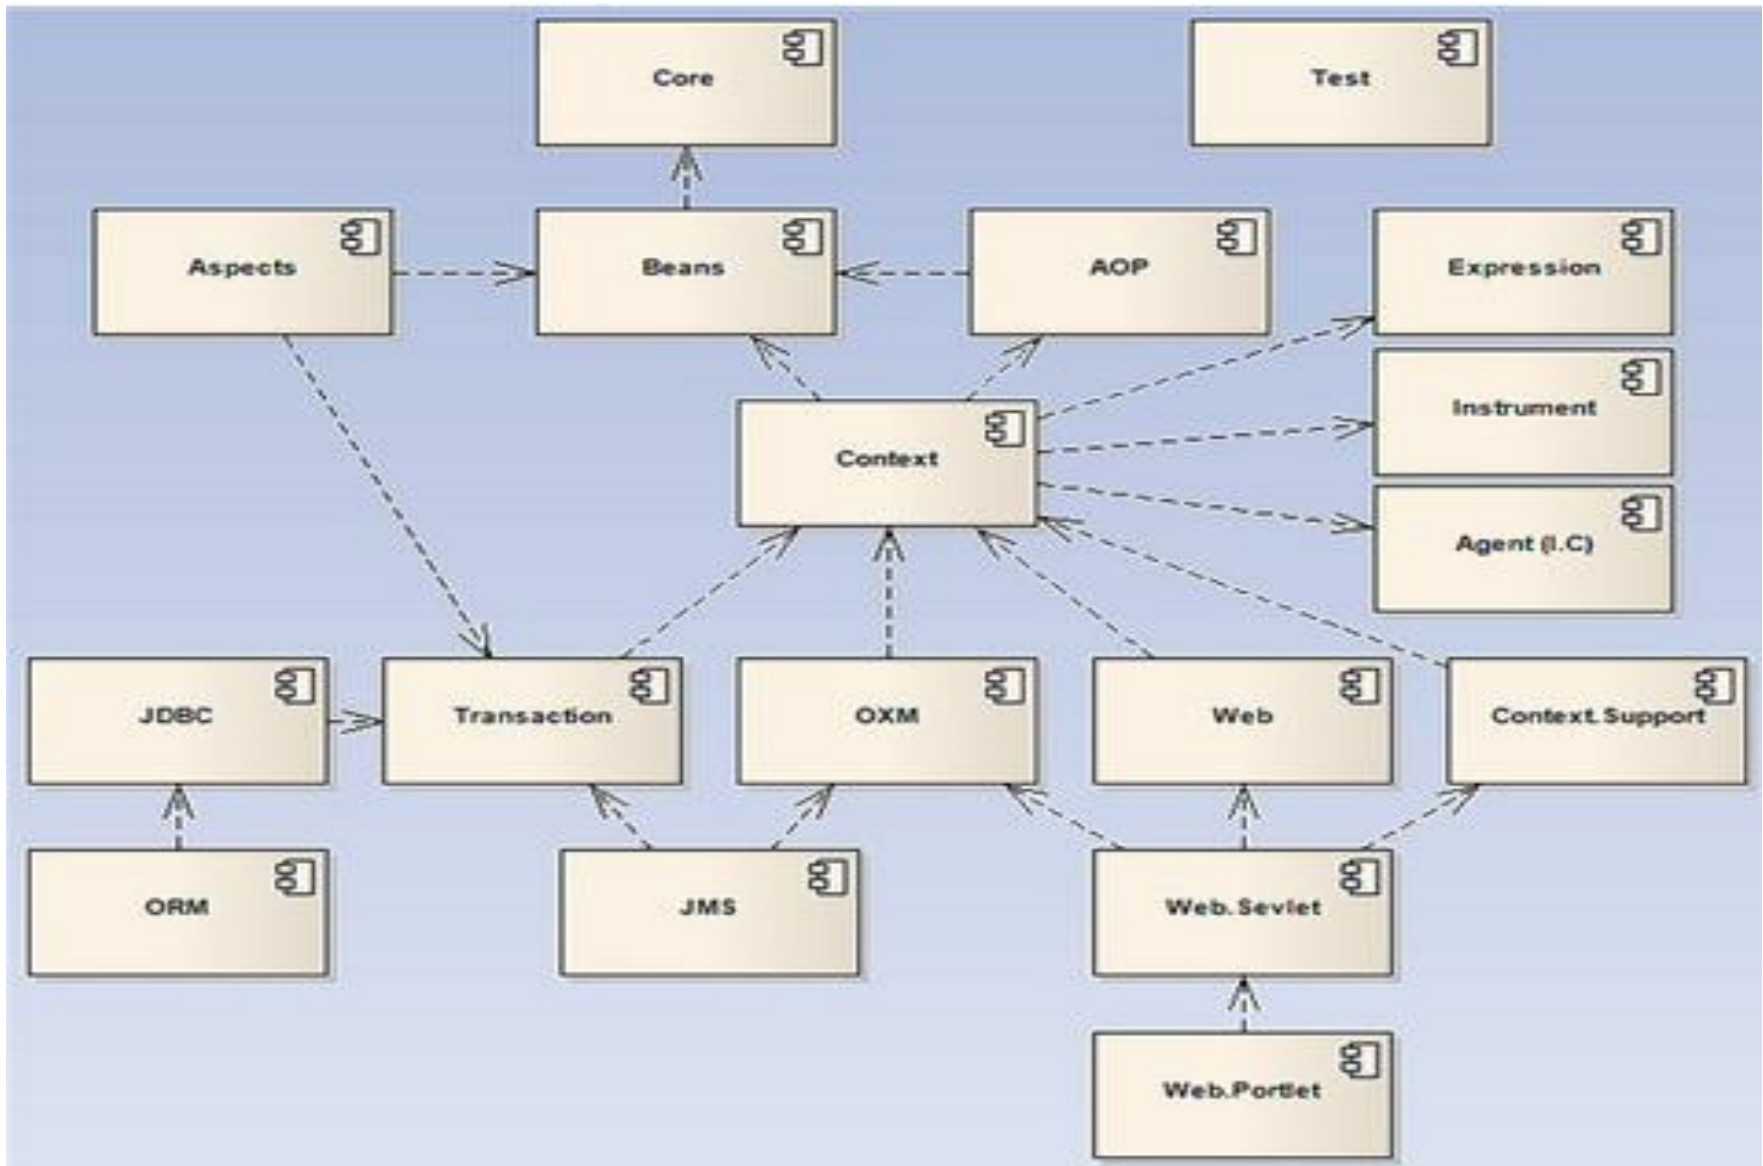 Core
Test
Aspects
Beans
AOP
Expression
Instrument
Context
Agent (I.C)
JDBC
Transaction
OXM
Web
Context.Support
ORM
JMS
Web.Sevlet
Web.Portlet